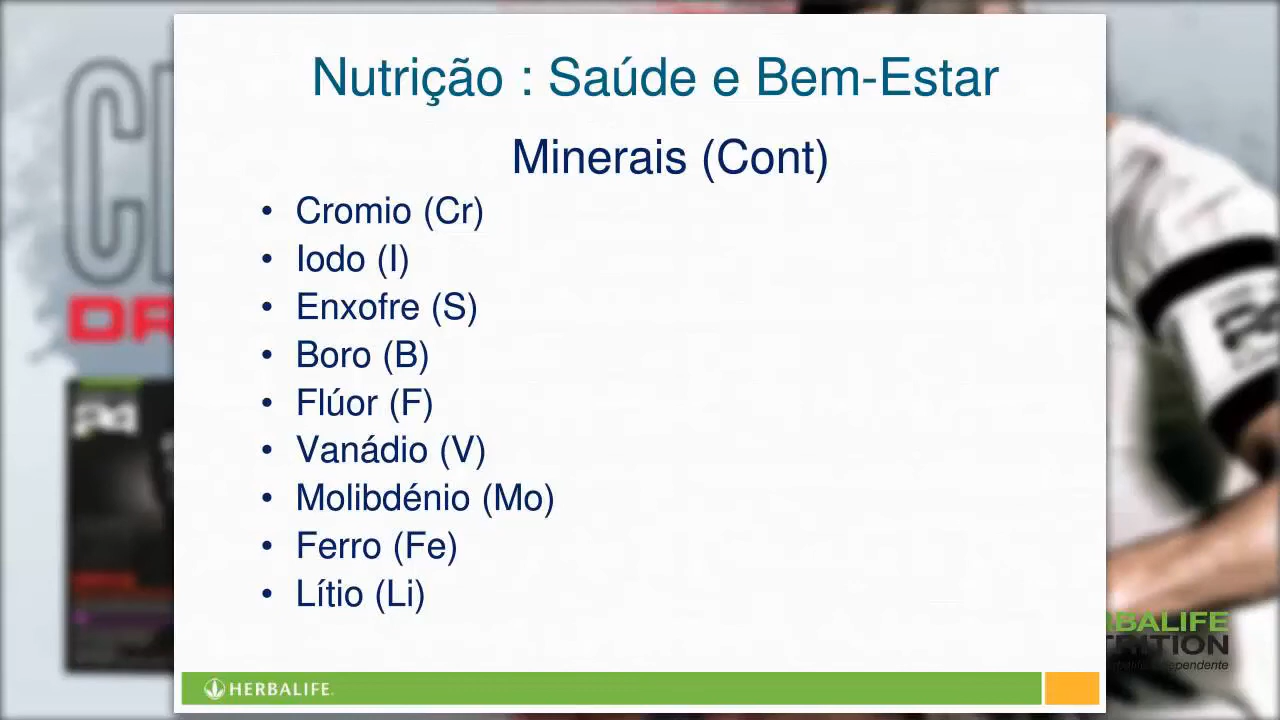 Nutrição : Saúde e Bem-Estar
Minerais (Cont)
• Cromio (Cr)
• Iodo (I)
• Enxofre (S)
• Boro (B)
• Flúor (F)
• Vanádio (V)
• Molibdénio (Mo)
• Ferro (Fe)
• Lítio (Li)
HERBALIFE